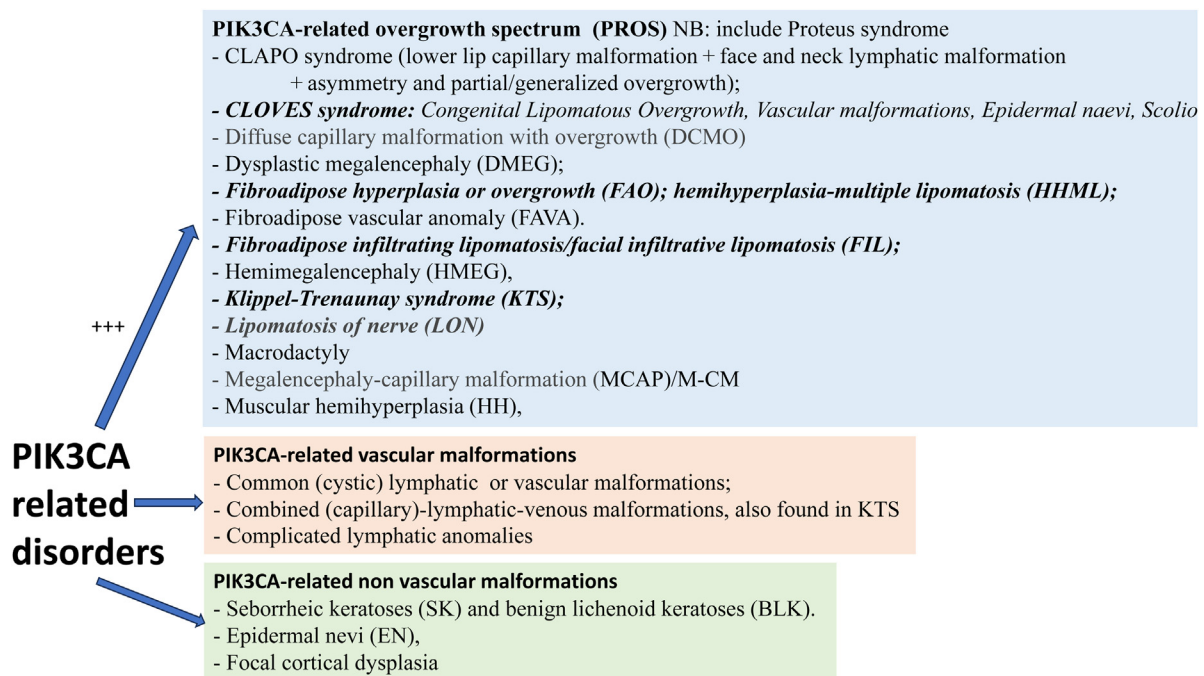 PIK3CA-related overgrowth spectrum (PROS) NB: include Proteus syndrome
- CLAPO syndrome (lower lip capillary malformation + face and neck lymphatic malformation
+ asymmetry and partial/generalized overgrowth);
- CLOVES syndrome: Congenital Lipomatous Overgrowth, Vascular malformations, Epidermal naevi, Scolio
- Diffuse capillary malformation with overgrowth (DCMO)
- Dysplastic megalencephaly (DMEG);
- Fibroadipose hyperplasia or overgrowth (FAO); hemihyperplasia-multiple lipomatosis (HHML);
- Fibroadipose vascular anomaly (FAVA).
- Fibroadipose infiltrating lipomatosis/facial infiltrative lipomatosis (FIL);
- Hemimegalencephaly (HMEG),
- Klippel-Trenaunay syndrome (KTS);
- Lipomatosis of nerve (LON)
- Macrodactyly
- Megalencephaly-capillary malformation (MCAP)/M-CM
- Muscular hemihyperplasia (HH),
+++
PIK3CA
related
disorders
PIK3CA-related vascular malformations
- Common (cystic) lymphatic or vascular malformations;
- Combined (capillary)-lymphatic-venous malformations, also found in KTS
- Complicated lymphatic anomalies
PIK3CA-related non vascular malformations
- Seborrheic keratoses (SK) and benign lichenoid keratoses (BLK).
- Epidermal nevi (EN),
- Focal cortical dysplasia